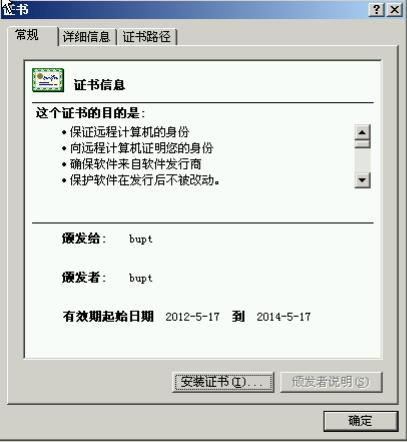 证书
常规 详细信息 证书路径
证书信息
这个证书的目的是:
•保证远程计算机的身份
•向远程计算机证明您的身份
•确保软件来自软件发行商
•保护软件在发行后不被改动。
颁发给: bupt
颁发者: bupt
有效期起始日期 2012-5-17 到 2014-5-17
安装证书(I)... 颁发者说明(S)
确定